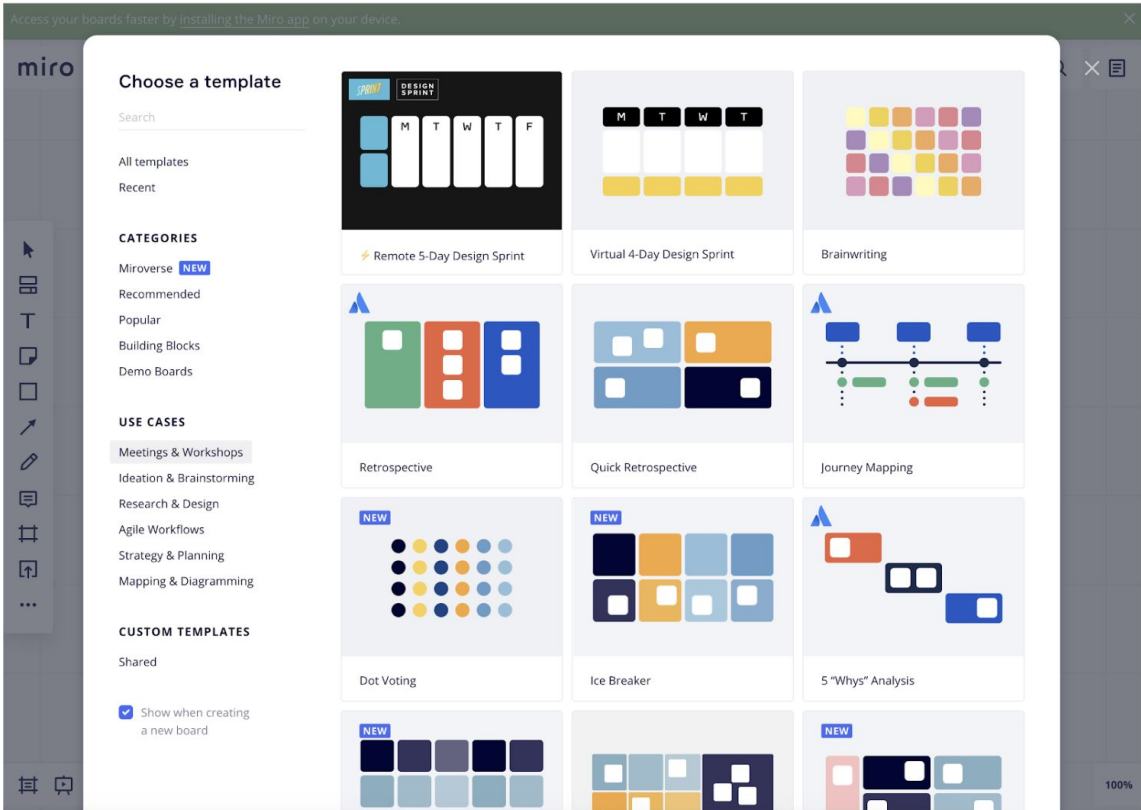 Access your boards faster by installing the Miro app on your device.
miro
Choose a template
Search
All templates
Recent
CATEGORIES
Miroverse NEW
Recommended
Popular
Building Blocks
Demo Boards
USE CASES
Meetings & Workshops
Ideation & Brainstorming
Research & Design
Agile Workflows
Strategy & Planning
Mapping & Diagramming
CUSTOM TEMPLATES
Shared
Show when creating
a new board
SPRINT
DESIGN
SPRINT
M T W T F
⚡ Remote 5-Day Design Sprint
M T W T
Virtual 4-Day Design Sprint
Brainwriting
Retrospective
Quick Retrospective
Journey Mapping
NEW
Dot Voting
NEW
Ice Breaker
5 “Whys” Analysis
NEW
NEW
100%